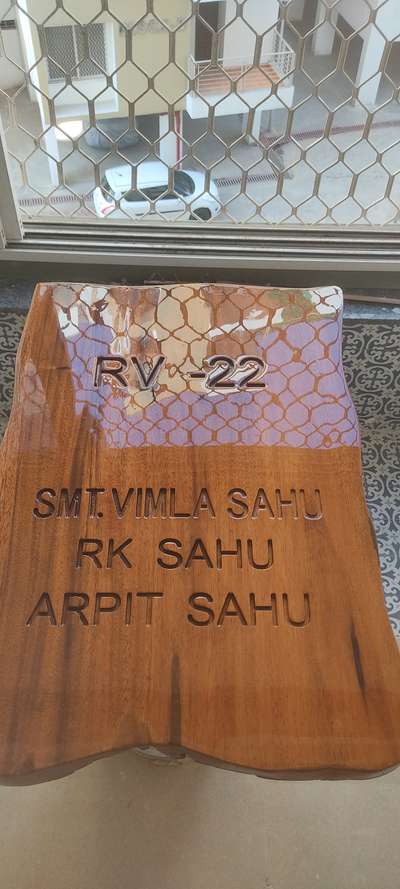 RV -22
SMT. VIMLA SAHU
RK SAHU
ARPIT SAHU